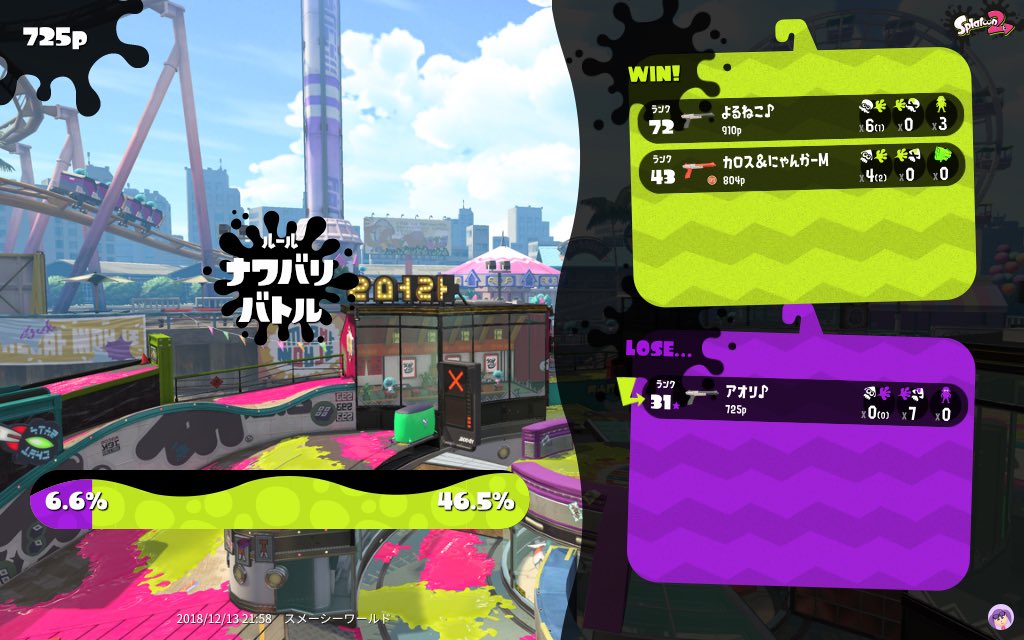 725p
Splatoon 2
WIN!
ランク
72
よるねこ♪
910p
x6(1)
x0
x3
ランク
43
カロス&にゃんガーM
804p
x4(2)
x0
x0
ルール
ナワバリ
バトル
LOSE...
ランク
31★
アオリ♪
725p
x0(0)
x7
x0
6.6%
46.5%
2018/12/13 21:58 スメーシーワールド